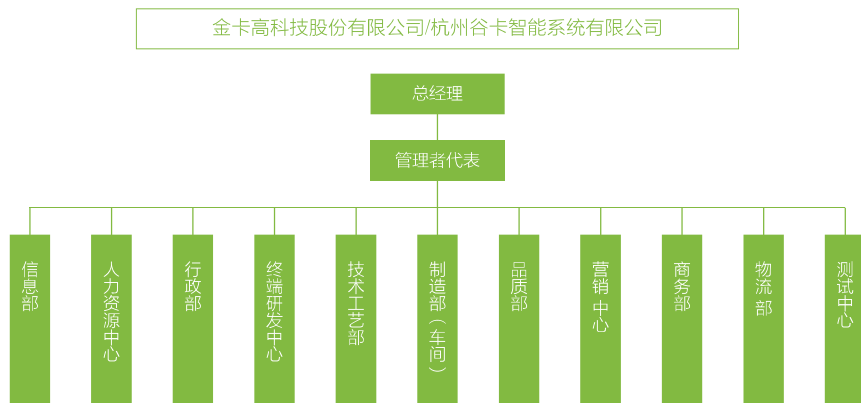 金卡高科技股份有限公司/杭州谷卡智能系统有限公司
总经理
管理者代表
信息部
人力资源中心
行政部
终端研发中心
技术工艺部
制造部（车间）
品质部
营销 中心
商务部
物流 部
测试中心